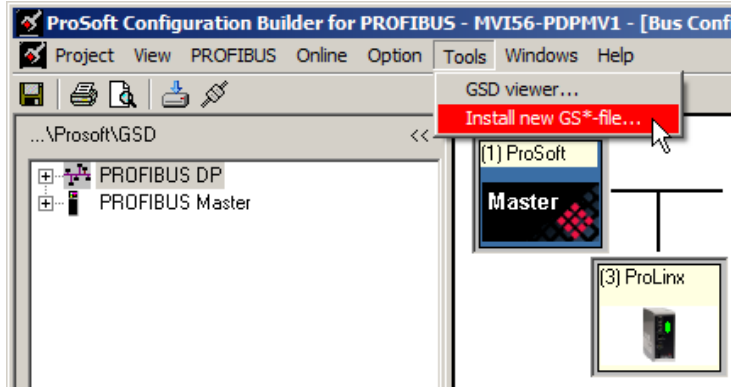 ProSoft Configuration Builder for PROFIBUS - MVI56-PDPMV1 - [Bus Conf
Project View PROFIBUS Online Option Tools Windows Help
GSD viewer...
Install new GS*-file...
...\Prosoft\GSD <<
PROFIBUS DP
PROFIBUS Master
(1) ProSoft
Master
(3) ProLinx